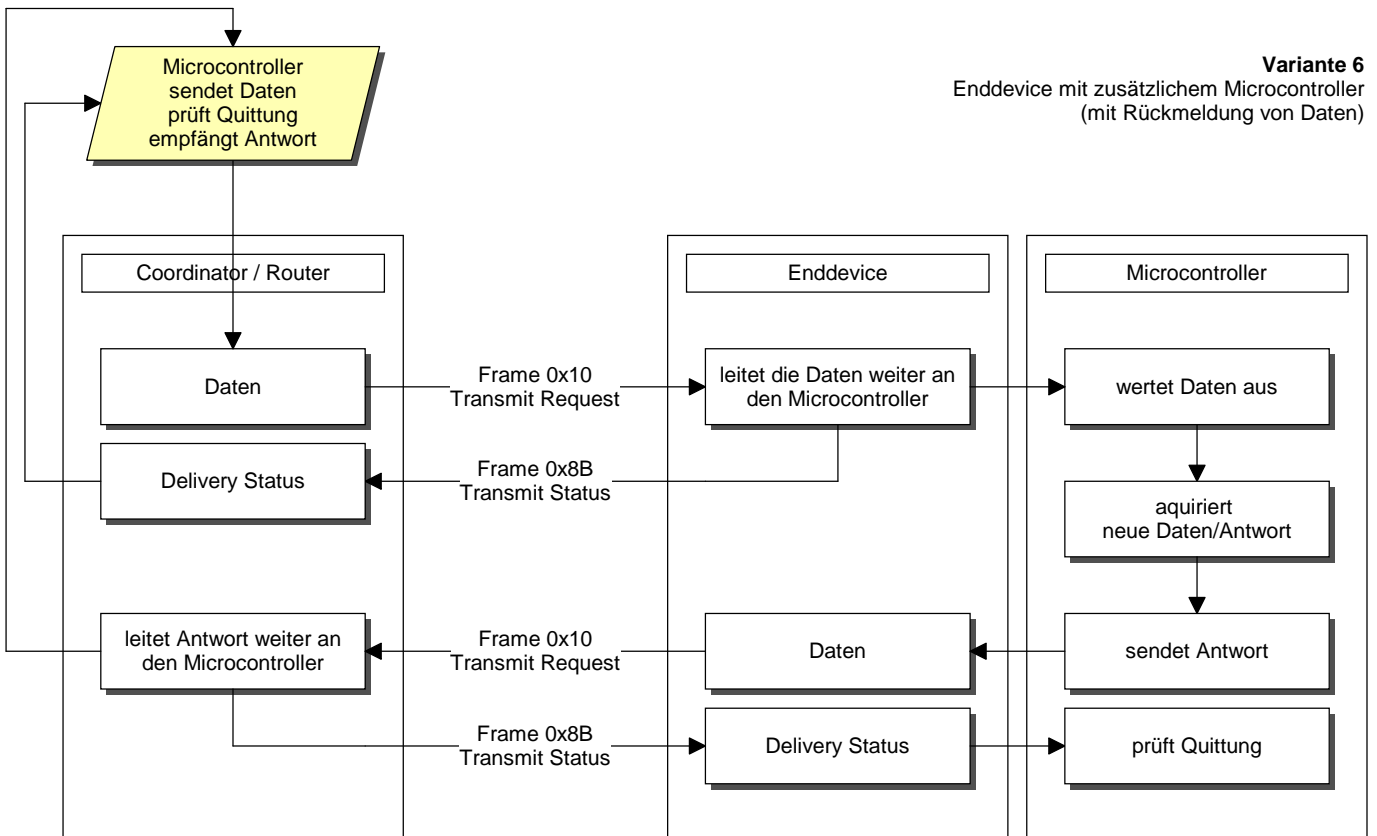 Microcontroller
sendet Daten
prüft Quittung
empfängt Antwort
Variante 6
Enddevice mit zusätzlichem Microcontroller
(mit Rückmeldung von Daten)
Coordinator / Router
Enddevice
Microcontroller
Daten
Frame 0x10
Transmit Request
leitet die Daten weiter an
den Microcontroller
wertet Daten aus
Delivery Status
Frame 0x8B
Transmit Status
aquiriert
neue Daten/Antwort
leitet Antwort weiter an
den Microcontroller
Frame 0x10
Transmit Request
Daten
sendet Antwort
Frame 0x8B
Transmit Status
Delivery Status
prüft Quittung